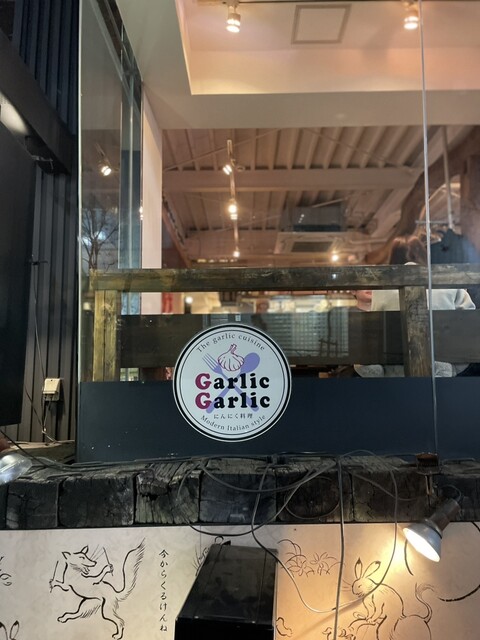 The garlic cuisine
Garlic
Garlic
にんにく料理
Modern Italian style
今からくるけんね